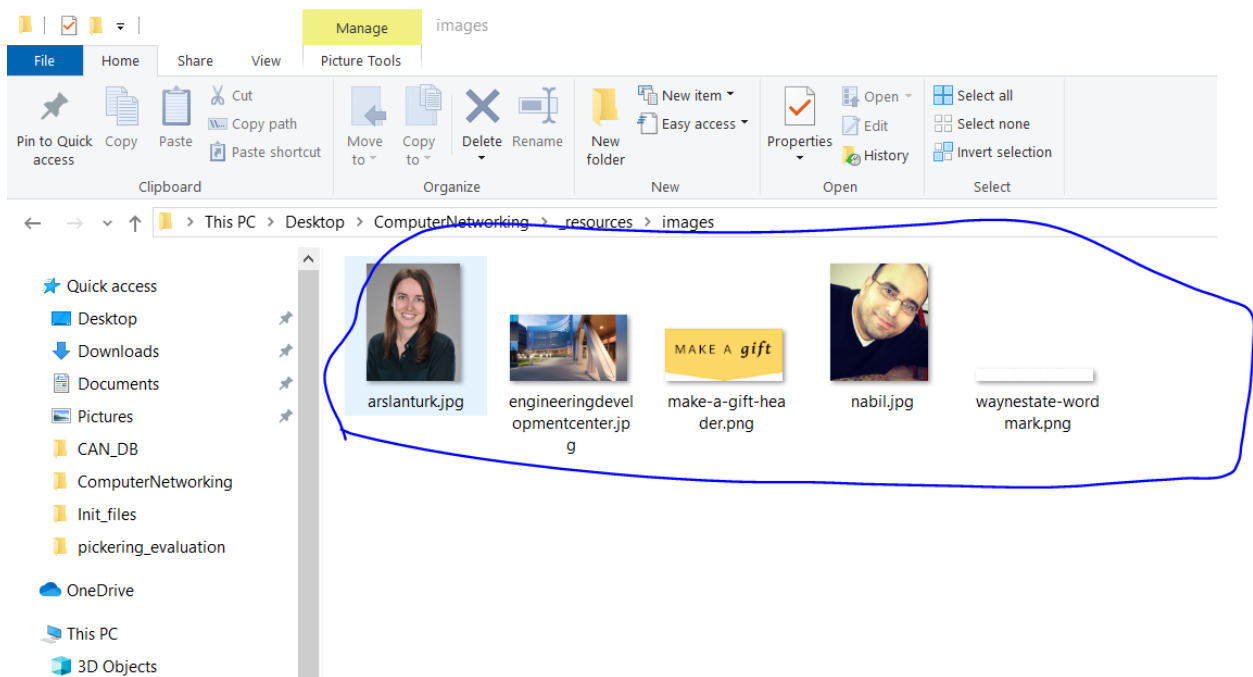 Manage images
File Home Share View Picture Tools
Pin to Quick access
Copy
Paste
Cut
Copy path
Paste shortcut
Clipboard
Move to
Copy to
Delete
Rename
Organize
New folder
New item
Easy access
New
Properties
Open
Edit
History
Open
Select all
Select none
Invert selection
Select
This PC > Desktop > ComputerNetworking > _resources > images
Quick access
Desktop
Downloads
Documents
Pictures
CAN_DB
ComputerNetworking
Init_files
pickering_evaluation
OneDrive
This PC
3D Objects
arslanturk.jpg
engineeringdevel
opmentcenter.jp
g
MAKE A gift
make-a-gift-hea
der.png
nabil.jpg
waynestate-word
mark.png